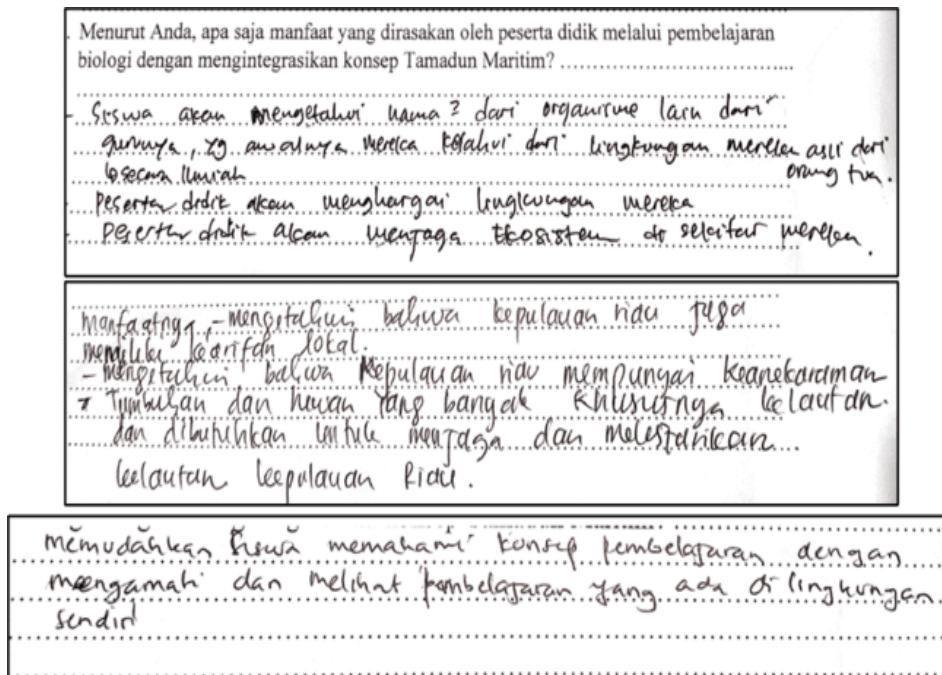 Menurut Anda, apa saja manfaat yang dirasakan oleh peserta didik melalui pembelajaran
biologi dengan mengintegrasikan konsep Tamadun Maritim? ........................................
- Siswa akan mengetahui nama2 dari organisme lain dari
gurunya, yg awalnya mereka ketahui dari lingkungan mereka asli dari
secara ilmiah orang tua.
- Peserta didik akan menghargai lingkungan mereka
- Peserta didik akan menjaga Ekosistem di sekitar mereka.
manfaatnya, - mengetahui bahwa kepulauan riau juga
memiliki kearifan lokal.
- mengetahui bahwa Kepulauan riau mempunyai Keanekaraman
Tumbuhan dan hewan yang banyak khususnya kelautan.
dan dibutuhkan untuk menjaga dan melestarikan
kelautan kepulauan Riau.
memudahkan siswa memahami konsep pembelajaran dengan
mengamati dan melihat pembelajaran yang ada di lingkungan
sendiri